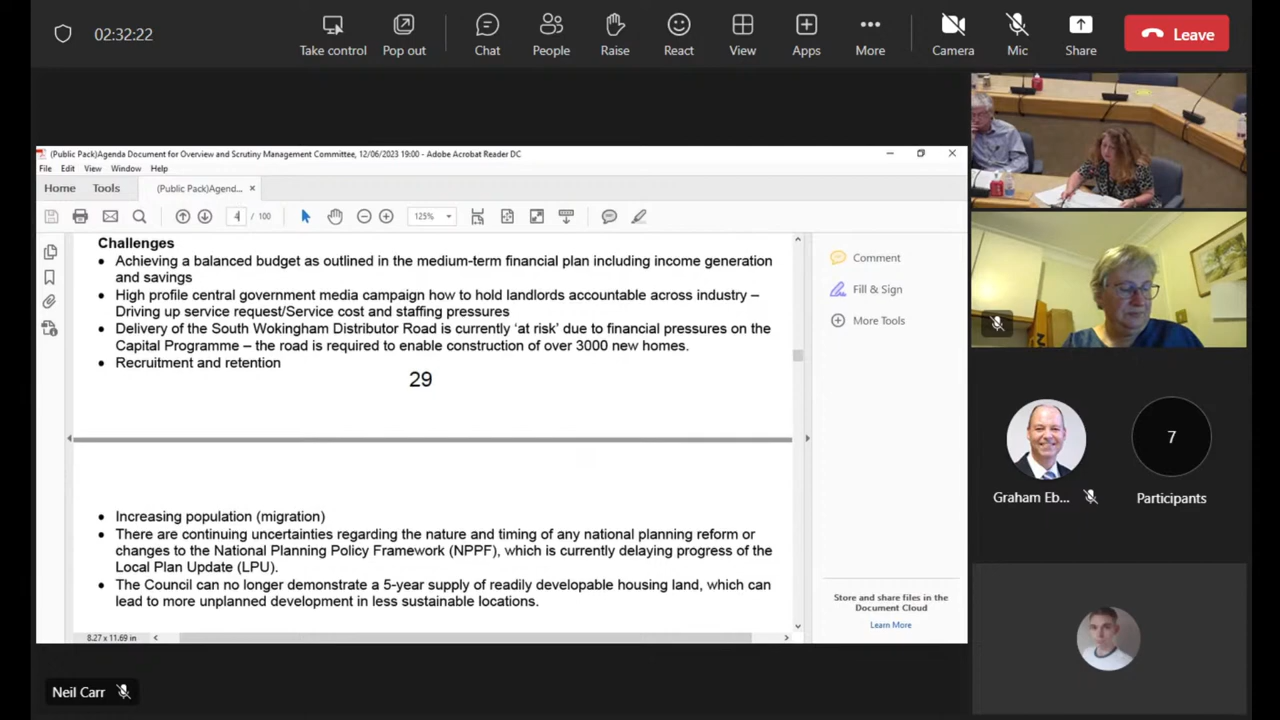 02:32:22
Take control
Pop out
Chat
People
Raise
React
View
Apps
More
Camera
Mic
Share
Leave
(Public Pack)Agenda Document for Overview and Scrutiny Management Committee, 12/06/2023 19:00 - Adobe Acrobat Reader DC
File Edit View Window Help
Home Tools (Public Pack)Agend... ×
4 / 100 125%
Challenges
• Achieving a balanced budget as outlined in the medium-term financial plan including income generation
and savings
• High profile central government media campaign how to hold landlords accountable across industry –
Driving up service request/Service cost and staffing pressures
• Delivery of the South Wokingham Distributor Road is currently ‘at risk’ due to financial pressures on the
Capital Programme – the road is required to enable construction of over 3000 new homes.
• Recruitment and retention
29
• Increasing population (migration)
• There are continuing uncertainties regarding the nature and timing of any national planning reform or
changes to the National Planning Policy Framework (NPPF), which is currently delaying progress of the
Local Plan Update (LPU).
• The Council can no longer demonstrate a 5-year supply of readily developable housing land, which can
lead to more unplanned development in less sustainable locations.
8.27 x 11.69 in
Comment
Fill & Sign
More Tools
Store and share files in the
Document Cloud
Learn More
Graham Eb...
7
Participants
Neil Carr